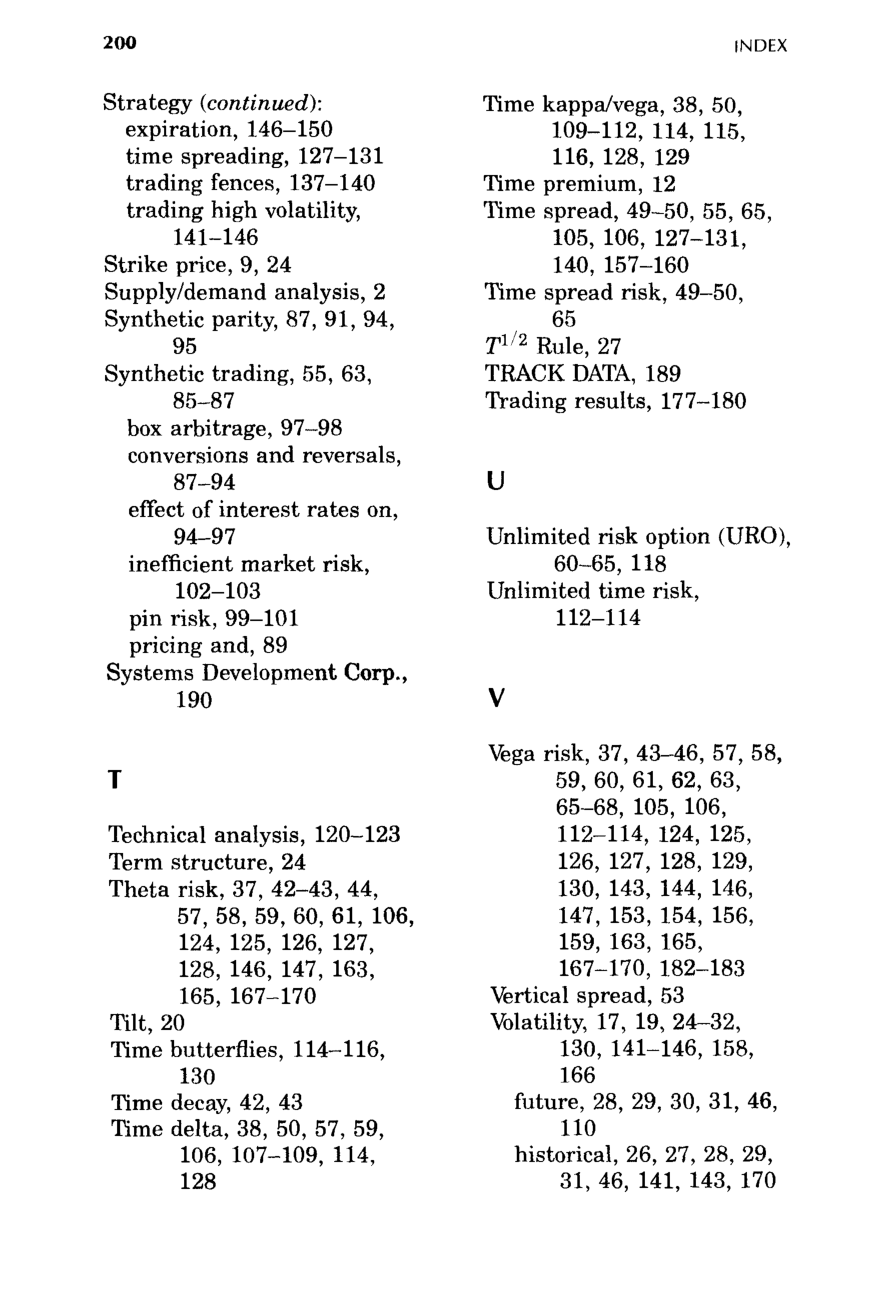 200
INDEX
Strategy (continued):
expiration, 146–150
time spreading, 127–131
trading fences, 137–140
trading high volatility,
141–146
Strike price, 9, 24
Supply/demand analysis, 2
Synthetic parity, 87, 91, 94,
95
Synthetic trading, 55, 63,
85–87
box arbitrage, 97–98
conversions and reversals,
87–94
effect of interest rates on,
94–97
inefficient market risk,
102–103
pin risk, 99–101
pricing and, 89
Systems Development Corp.,
190
T
Technical analysis, 120–123
Term structure, 24
Theta risk, 37, 42–43, 44,
57, 58, 59, 60, 61, 106,
124, 125, 126, 127,
128, 146, 147, 163,
165, 167–170
Tilt, 20
Time butterflies, 114–116,
130
Time decay, 42, 43
Time delta, 38, 50, 57, 59,
106, 107–109, 114,
128
Time kappa/vega, 38, 50,
109–112, 114, 115,
116, 128, 129
Time premium, 12
Time spread, 49–50, 55, 65,
105, 106, 127–131,
140, 157–160
Time spread risk, 49–50,
65
T^1/2 Rule, 27
TRACK DATA, 189
Trading results, 177–180
U
Unlimited risk option (URO),
60–65, 118
Unlimited time risk,
112–114
V
Vega risk, 37, 43–46, 57, 58,
59, 60, 61, 62, 63,
65–68, 105, 106,
112–114, 124, 125,
126, 127, 128, 129,
130, 143, 144, 146,
147, 153, 154, 156,
159, 163, 165,
167–170, 182–183
Vertical spread, 53
Volatility, 17, 19, 24–32,
130, 141–146, 158,
166
future, 28, 29, 30, 31, 46,
110
historical, 26, 27, 28, 29,
31, 46, 141, 143, 170